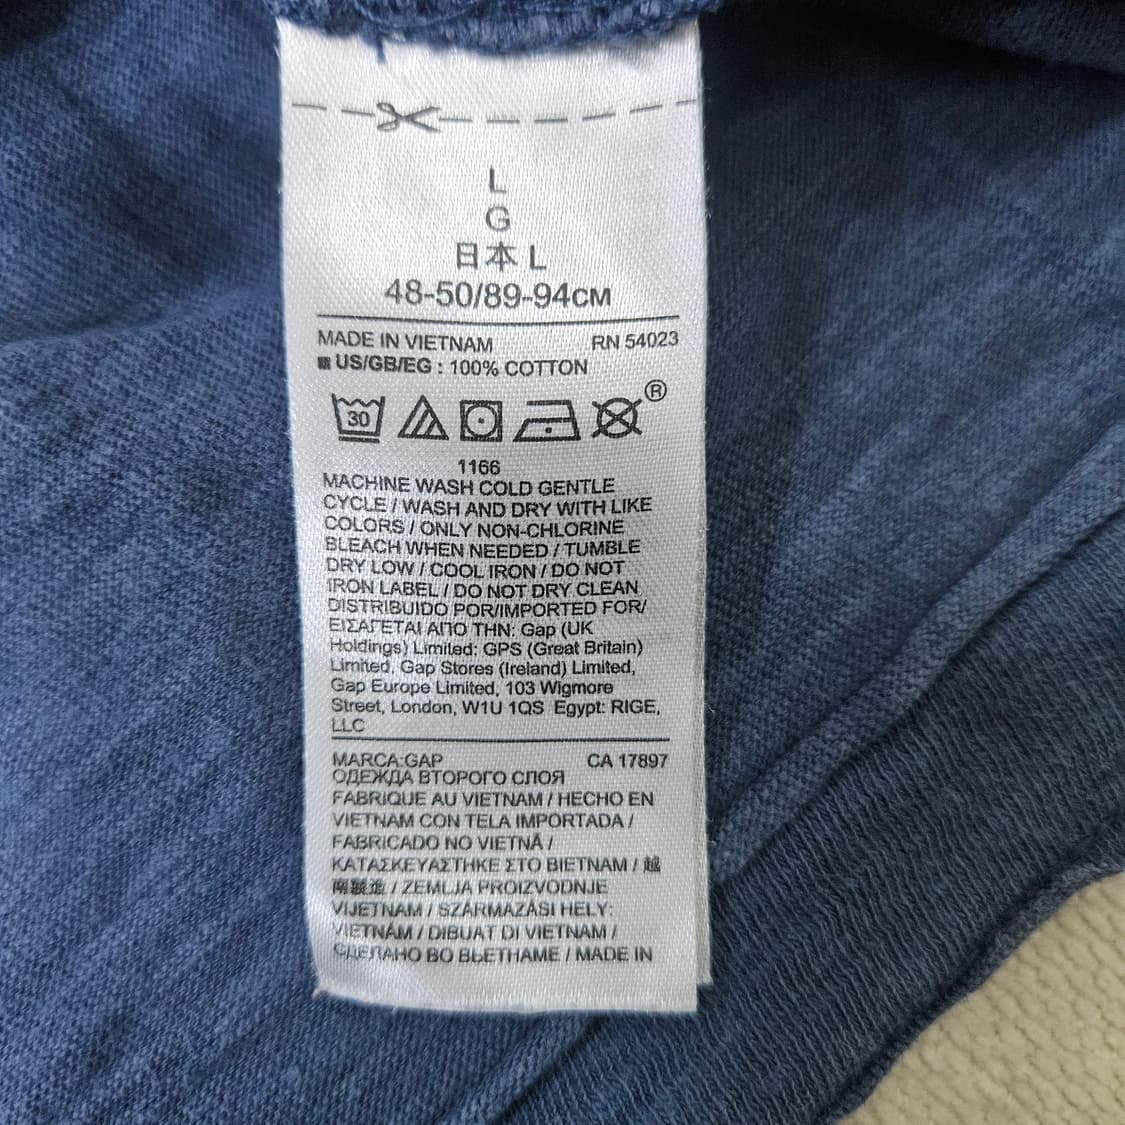 L
G
日本 L
48-50/89-94CM
MADE IN VIETNAM RN 54023
US/GB/EG : 100% COTTON
30 ®
1166
MACHINE WASH COLD GENTLE
CYCLE / WASH AND DRY WITH LIKE
COLORS / ONLY NON-CHLORINE
BLEACH WHEN NEEDED / TUMBLE
DRY LOW / COOL IRON / DO NOT
IRON LABEL / DO NOT DRY CLEAN
DISTRIBUIDO POR/IMPORTED FOR/
ΕΙΣΑΓΕΤΑΙ ΑΠΟ ΤΗΝ: Gap (UK
Holdings) Limited: GPS (Great Britain)
Limited, Gap Stores (Ireland) Limited,
Gap Europe Limited, 103 Wigmore
Street, London, W1U 1QS Egypt: RIGE,
LLC
MARCA:GAP CA 17897
ОДЕЖДА ВТОРОГО СЛОЯ
FABRIQUE AU VIETNAM / HECHO EN
VIETNAM CON TELA IMPORTADA /
FABRICADO NO VIETNÃ /
ΚΑΤΑΣΚΕΥΑΣΤΗΚΕ ΣΤΟ ΒΙΕΤΝΑΜ / 越
南製造 / ZEMLJA PROIZVODNJE
VIJETNAM / SZÁRMAZÁSI HELY:
VIETNÁM / DIBUAT DI VIETNAM /
СДЕЛАНО ВО ВЬЕТНАМЕ / MADE IN